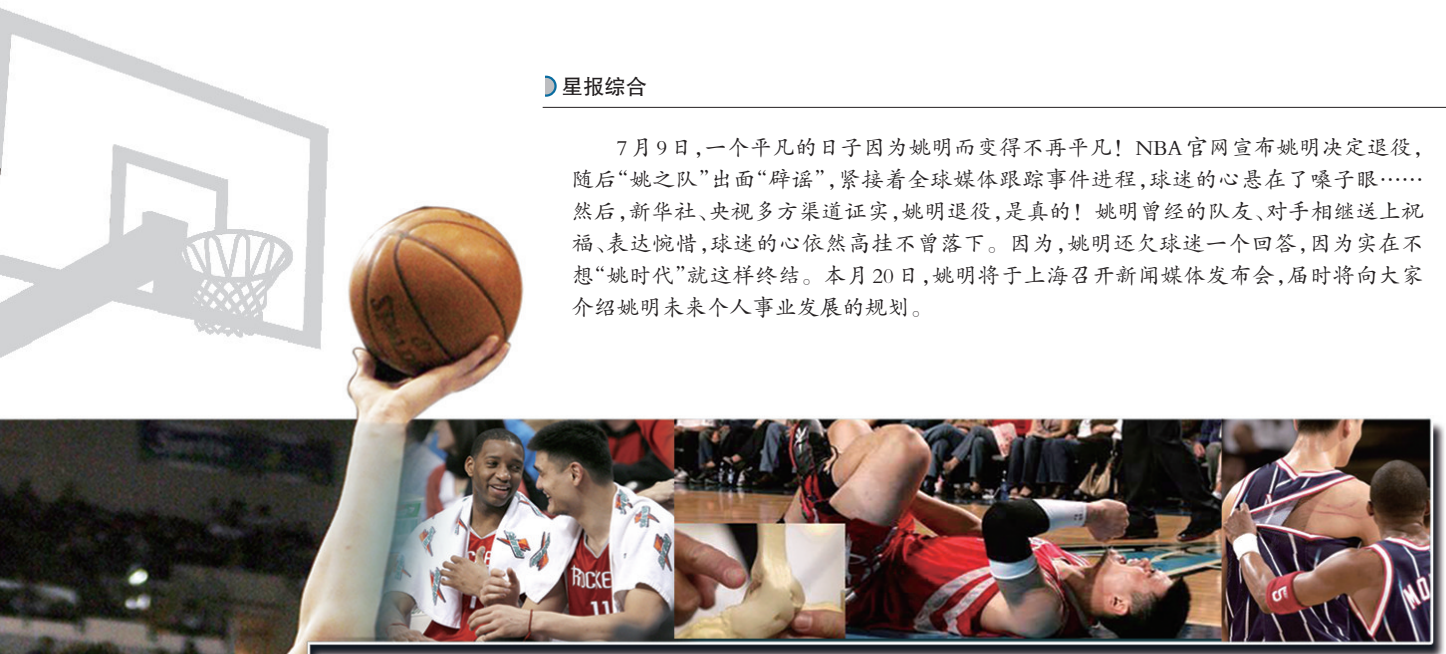 星报综合
7月9日,一个平凡的日子因为姚明而变得不再平凡！NBA官网宣布姚明决定退役,
随后“姚之队”出面“辟谣”,紧接着全球媒体跟踪事件进程,球迷的心悬在了嗓子眼……
然后,新华社、央视多方渠道证实,姚明退役,是真的！姚明曾经的队友、对手相继送上祝
福、表达惋惜,球迷的心依然高挂不曾落下。因为,姚明还欠球迷一个回答,因为实在不
想“姚时代”就这样终结。本月20日,姚明将于上海召开新闻媒体发布会,届时将向大家
介绍姚明未来个人事业发展的规划。
ROCKE
11
5
MO